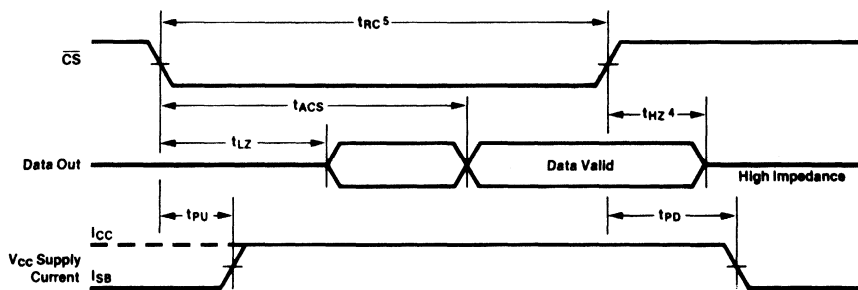 tRC 5
CS
tACS
tHZ 4
tLZ
Data Out
Data Valid
High Impedance
tPU
tPD
ICC
VCC Supply
Current
ISB